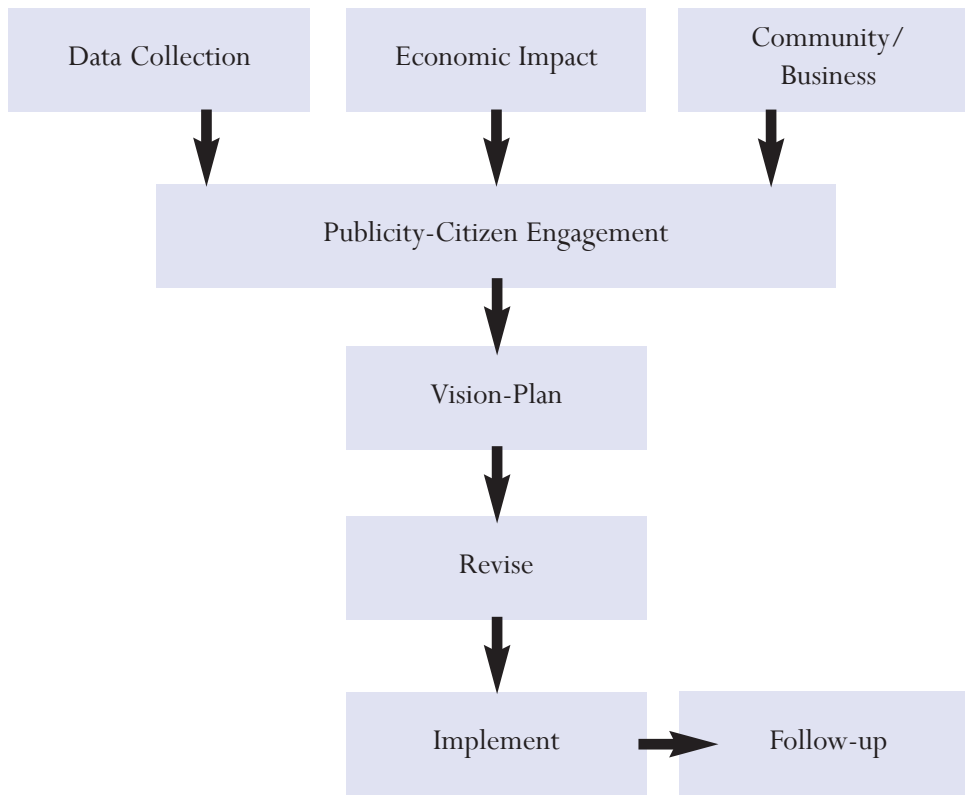 Data Collection
Economic Impact
Community/
Business
Publicity-Citizen Engagement
Vision-Plan
Revise
Implement
Follow-up